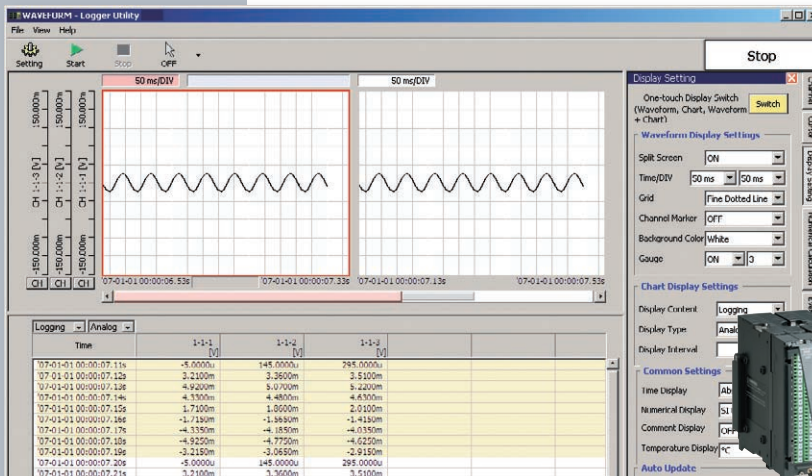 WAVEFORM - Logger Utility
File View Help
Setting Start Stop OFF
Stop
50 ms/DIV
50 ms/DIV
150.000m 150.000m 150.000m
CH 1-1-3 [V] CH 1-1-2 [V] CH 1-1-1 [V]
-150.000m -150.000m -150.000m
CH CH CH
'07-01-01 00:00:06.53s '07-01-01 00:00:07.33s '07-01-01 00:00:07.13s '07-01-01 00:00:07.53s
Display Setting
One-touch Display Switch
(Waveform, Chart, Waveform
+ Chart)
Switch
Waveform Display Settings
Split Screen ON
Time/DIV 50 ms 50 ms
Grid Fine Dotted Line
Channel Marker OFF
Background Color White
Gauge ON 3
Chart Display Settings
Display Content Logging
Display Type
Display Interval
Common Settings
Time Display
Numerical Display
Comment Display
Temperature Display °C
Auto Update
Display Setting
Logging Analog
Time 1-1-1 [V] 1-1-2 [V] 1-1-3 [V]
'07-01-01 00:00:07.11s -5.0000u 145.0000u 295.0000u
'07-01-01 00:00:07.12s 3.2100m 3.3600m 3.5100m
'07-01-01 00:00:07.13s 4.9200m 5.0700m 5.2200m
'07-01-01 00:00:07.14s 4.3300m 4.4800m 4.6300m
'07-01-01 00:00:07.15s 1.7100m 1.8600m 2.0100m
'07-01-01 00:00:07.16s -1.7150m -1.5650m -1.4150m
'07-01-01 00:00:07.17s -4.3350m -4.1850m -4.0350m
'07-01-01 00:00:07.18s -4.9250m -4.7750m -4.6250m
'07-01-01 00:00:07.19s -3.2150m -3.0650m -2.9150m
'07-01-01 00:00:07.20s -5.0000u 145.0000u 295.0000u
'07-01-01 00:00:07.21s 3.2100m 3.3600m 3.5100m